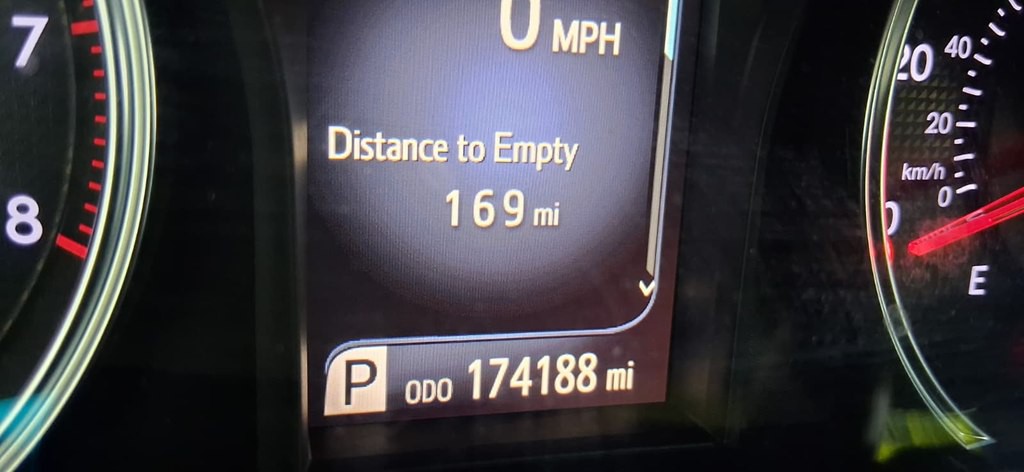 0 MPH
Distance to Empty
169 mi
P ODO 174188 mi
7
8
20
40
20
km/h
0
0
E